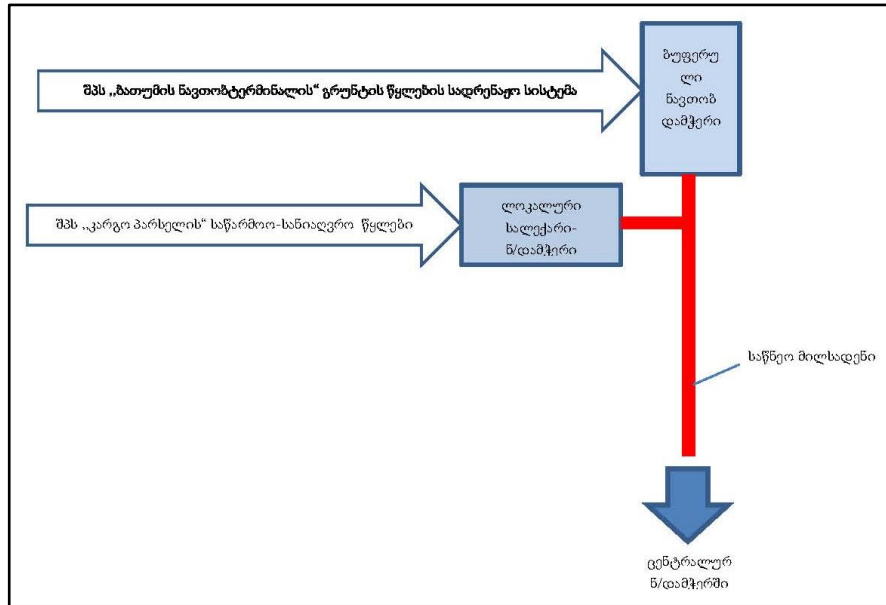 ბუფერუ
ლი
ნავთობ
დამჭერი
შპს ,,ბათუმის ნავთობტერმინალის“ გრუნტის წყლების სადრენაჟო სისტემა
შპს ,,კარგო პარსელის“ საწარმოო-სანიაღვრო წყლები
ლოკალური
სალექარი-
ნ/დამჭერი
საწნეო მილსადენი
ცენტრალურ
ნ/დამჭერში